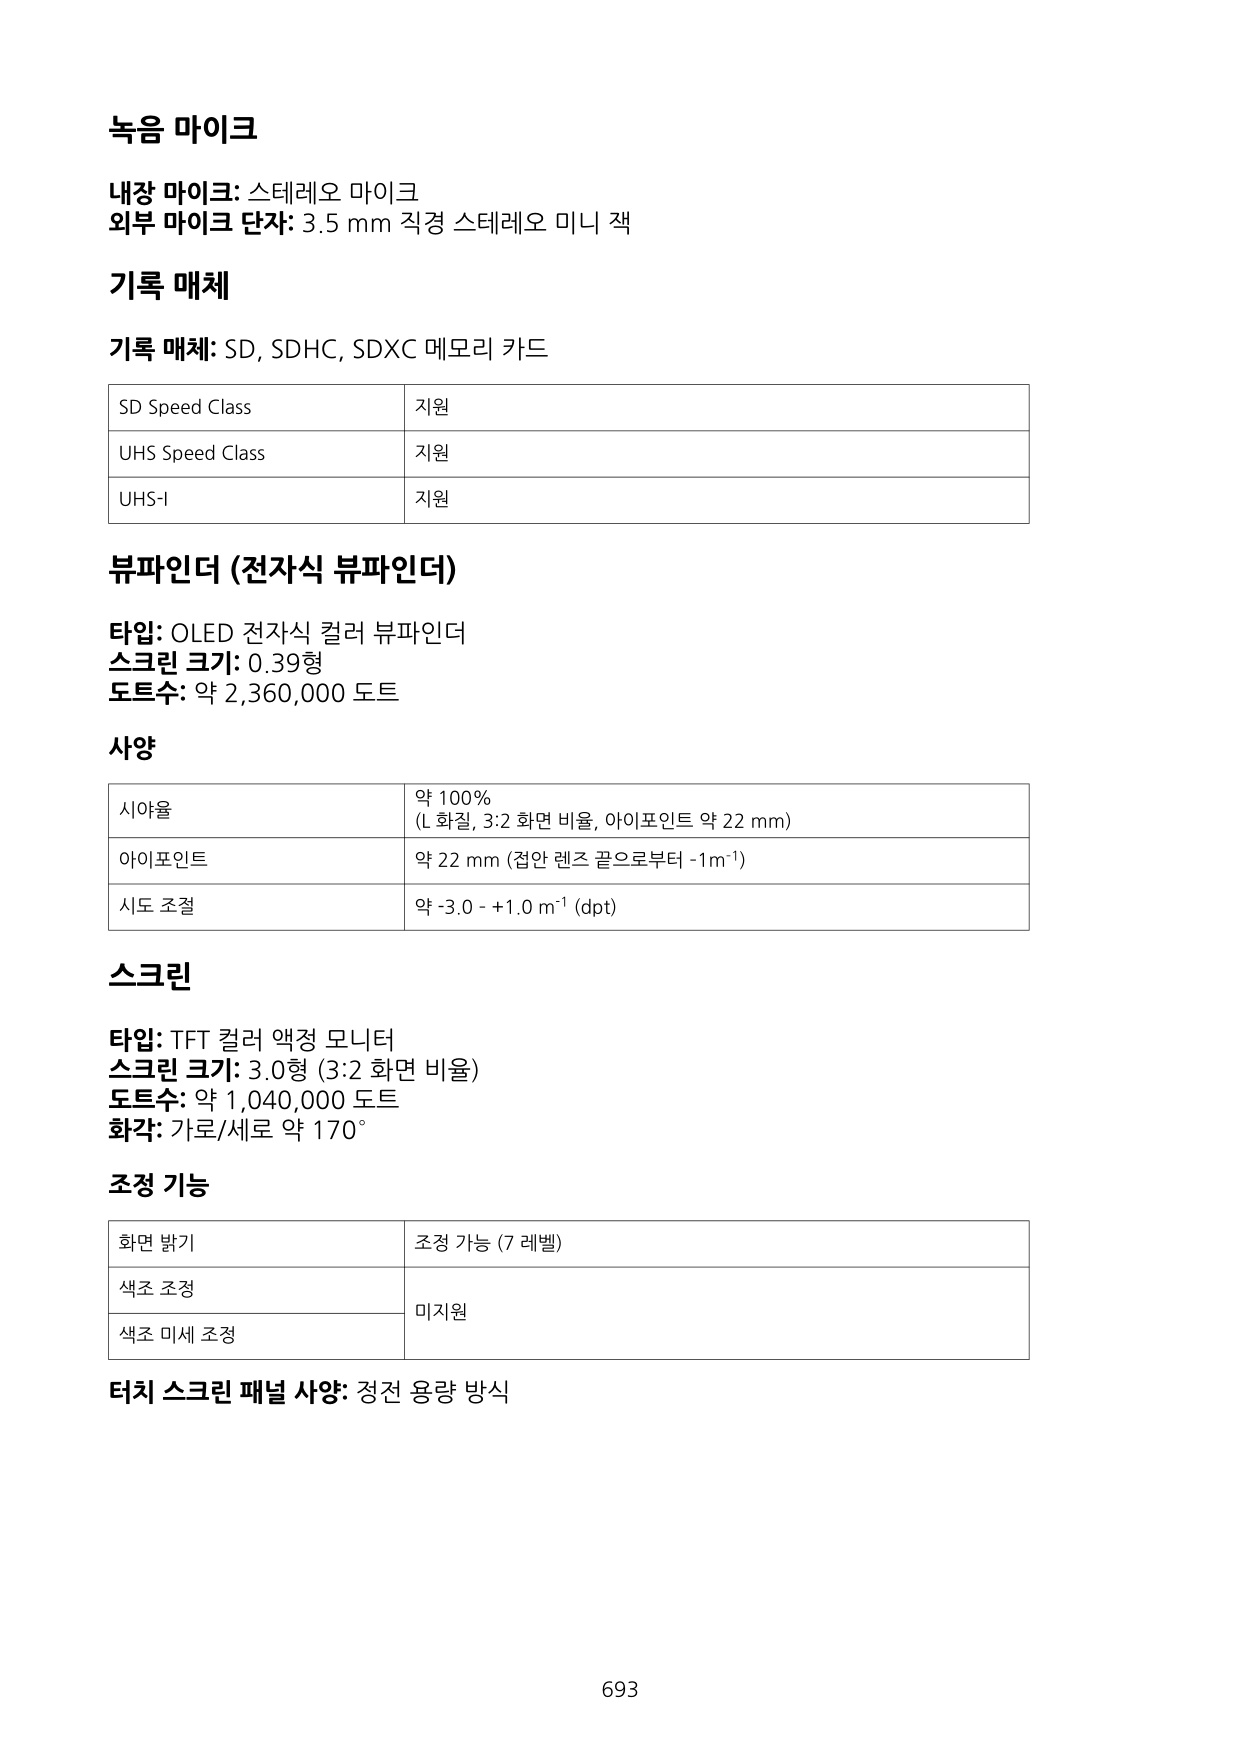 녹음 마이크
내장 마이크: 스테레오 마이크
외부 마이크 단자: 3.5 mm 직경 스테레오 미니 잭
기록 매체
기록 매체: SD, SDHC, SDXC 메모리 카드
SD Speed Class 지원
UHS Speed Class 지원
UHS-I 지원
뷰파인더 (전자식 뷰파인더)
타입: OLED 전자식 컬러 뷰파인더
스크린 크기: 0.39형
도트수: 약 2,360,000 도트
사양
시야율 약 100%
(L 화질, 3:2 화면 비율, 아이포인트 약 22 mm)
아이포인트 약 22 mm (접안 렌즈 끝으로부터 -1m⁻¹)
시도 조절 약 -3.0 - +1.0 m⁻¹ (dpt)
스크린
타입: TFT 컬러 액정 모니터
스크린 크기: 3.0형 (3:2 화면 비율)
도트수: 약 1,040,000 도트
화각: 가로/세로 약 170°
조정 기능
화면 밝기 조정 가능 (7 레벨)
색조 조정
미지원
색조 미세 조정
터치 스크린 패널 사양: 정전 용량 방식
693